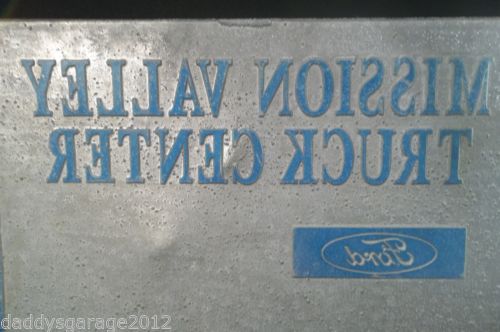 MISSION VALLEY
TRUCK CENTER
Ford
daddysgarage2012